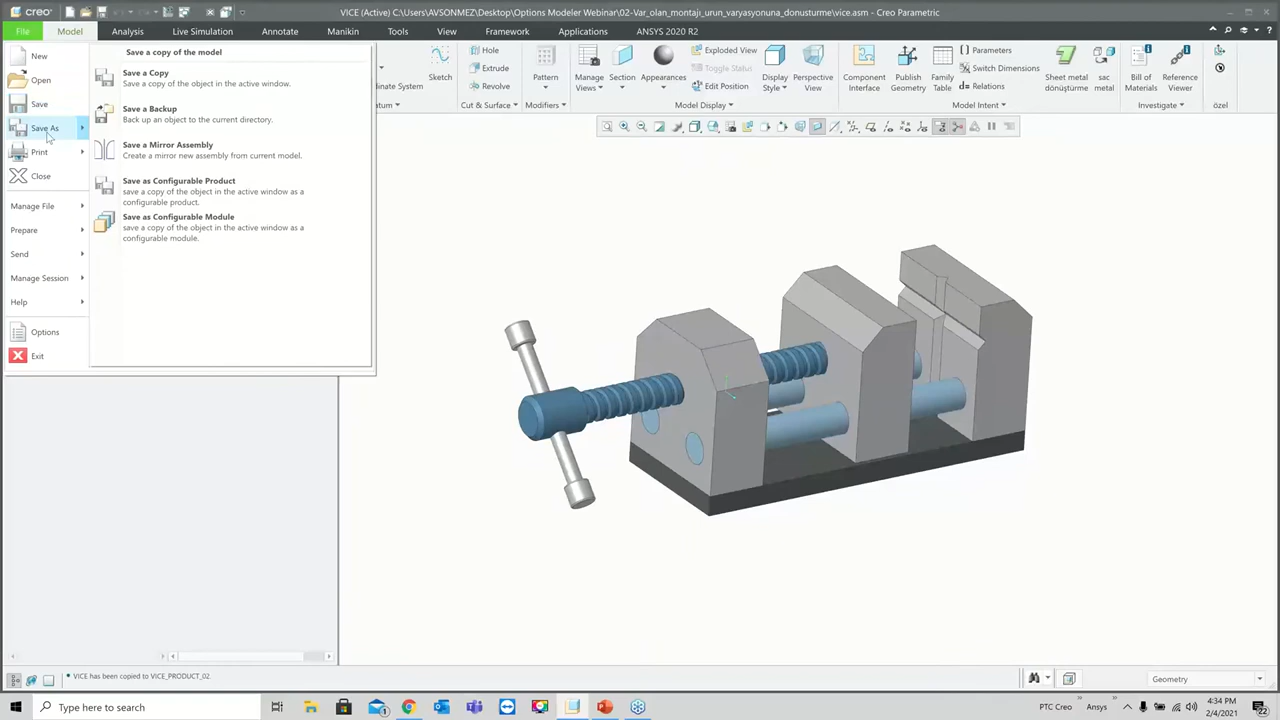 creo
VICE (Active) C:\Users\AVSONMEZ\Desktop\Options Modeler Webinar\02-Var_olan_montajı_urun_varyasyonuna_donusturme\vice.asm - Creo Parametric
File
Model
Analysis
Live Simulation
Annotate
Manikin
Tools
View
Framework
Applications
ANSYS 2020 R2
New
Open
Save
Save As
Print
Close
Manage File
Prepare
Send
Manage Session
Help
Options
Exit
Save a copy of the model
Save a Copy
Save a copy of the object in the active window.
Save a Backup
Back up an object to the current directory.
Save a Mirror Assembly
Create a mirror new assembly from current model.
Save as Configurable Product
save a copy of the object in the active window as a
configurable product.
Save as Configurable Module
save a copy of the object in the active window as a
configurable module.
dinate System
Sketch
Hole
Extrude
Revolve
Pattern
Manage
Views
Section
Appearances
Exploded View
Toggle Status
Edit Position
Display
Style
Perspective
View
Component
Interface
Publish
Geometry
Family
Table
Parameters
Switch Dimensions
Relations
Sheet metal
dönüştürme
sac
metal
Bill of
Materials
Reference
Viewer
tum
Cut & Surface
Modifiers
Model Display
Model Intent
Investigate
özel
VICE has been copied to VICE_PRODUCT_02.
Geometry
Type here to search
PTC Creo
Ansys
4:34 PM
2/4/2021
22